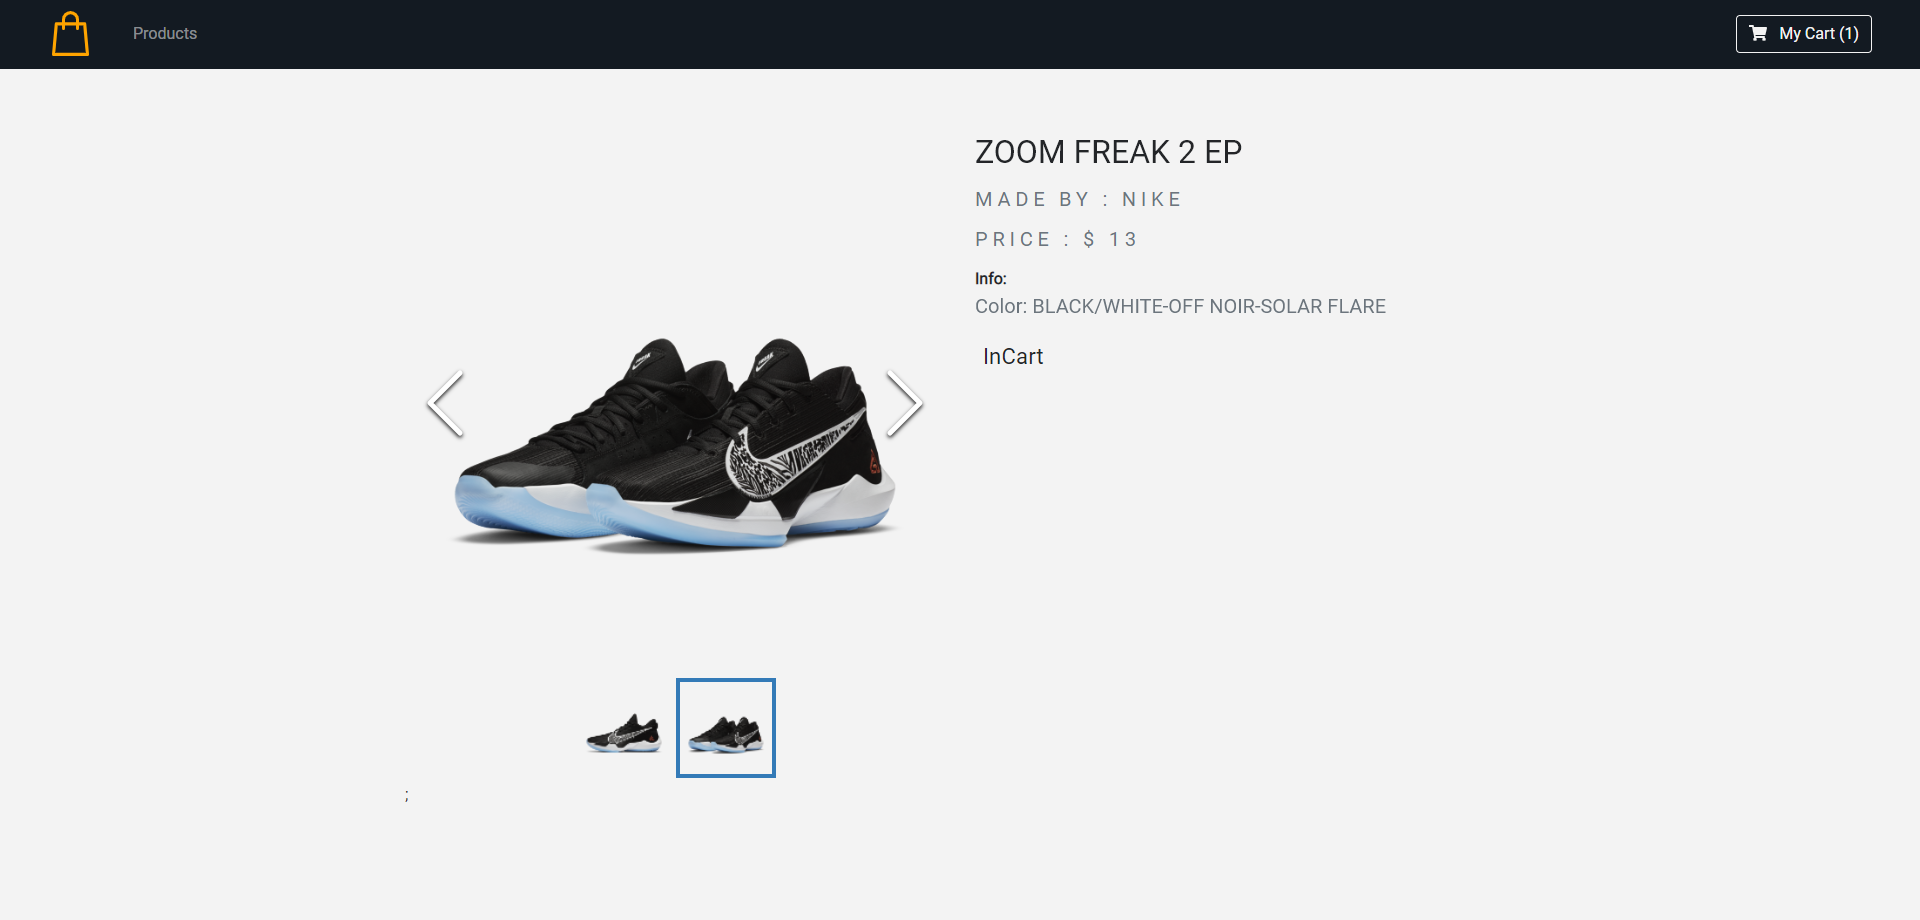 Products
My Cart (1)
ZOOM FREAK 2 EP
MADE BY : NIKE
PRICE : $ 13
Info:
Color: BLACK/WHITE-OFF NOIR-SOLAR FLARE
InCart
;